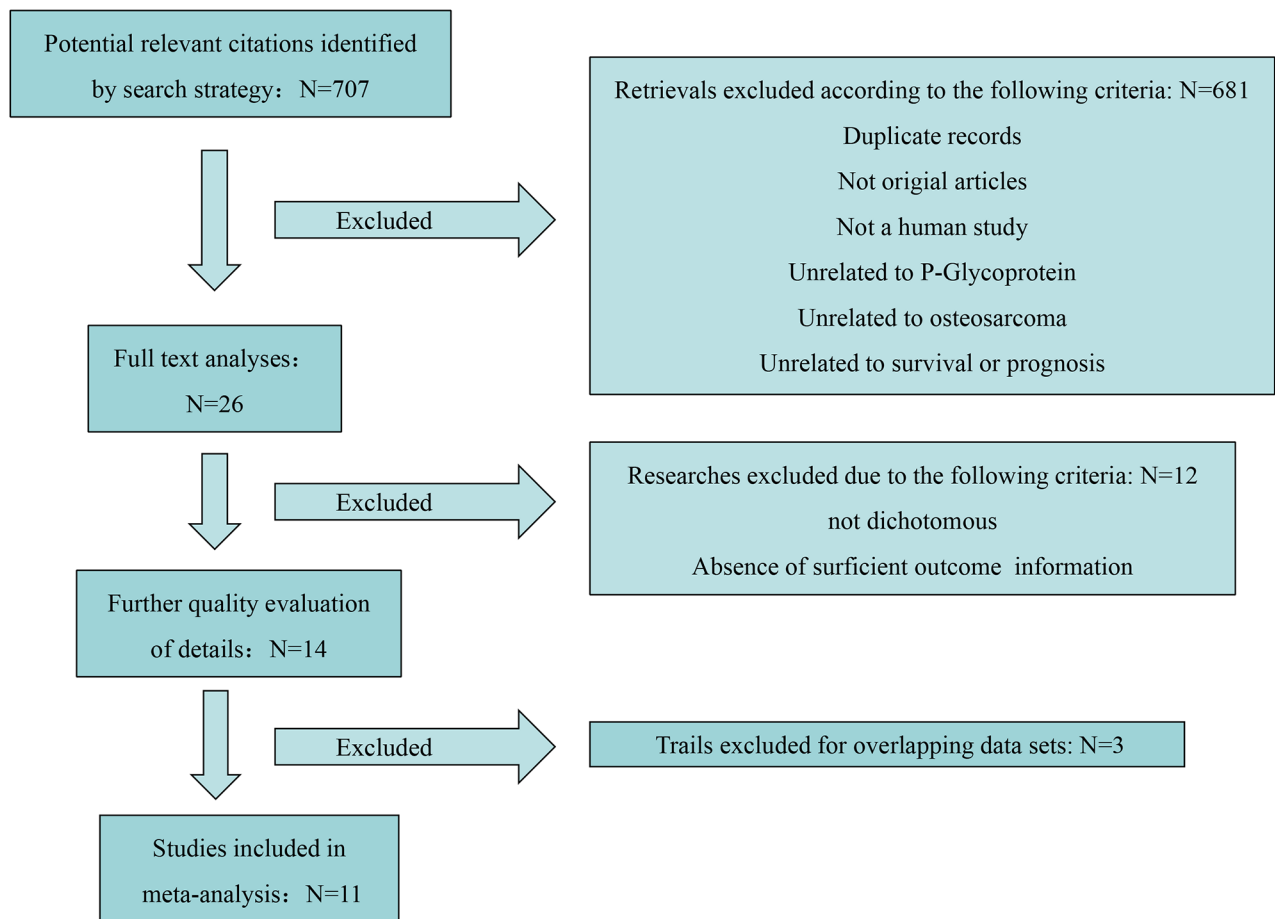 Potential relevant citations identified
by search strategy：N=707
Retrievals excluded according to the following criteria: N=681
Duplicate records
Not origial articles
Not a human study
Unrelated to P-Glycoprotein
Unrelated to osteosarcoma
Unrelated to survival or prognosis
Excluded
Full text analyses：
N=26
Researches excluded due to the following criteria: N=12
not dichotomous
Absence of surficient outcome information
Excluded
Further quality evaluation
of details：N=14
Excluded
Trails excluded for overlapping data sets: N=3
Studies included in
meta-analysis：N=11